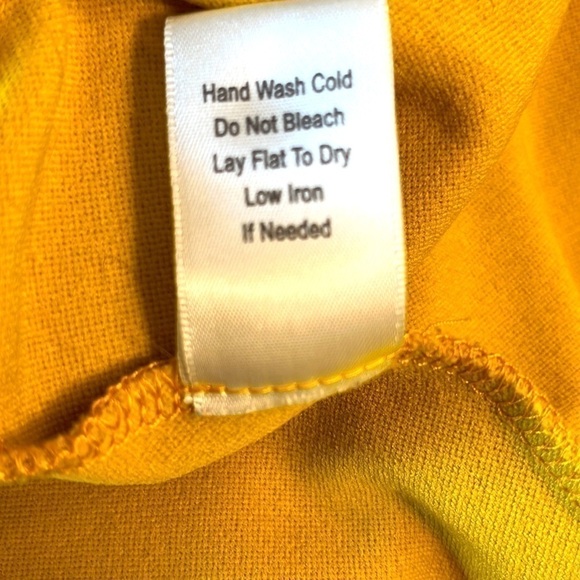 Hand Wash Cold
Do Not Bleach
Lay Flat To Dry
Low Iron
If Needed